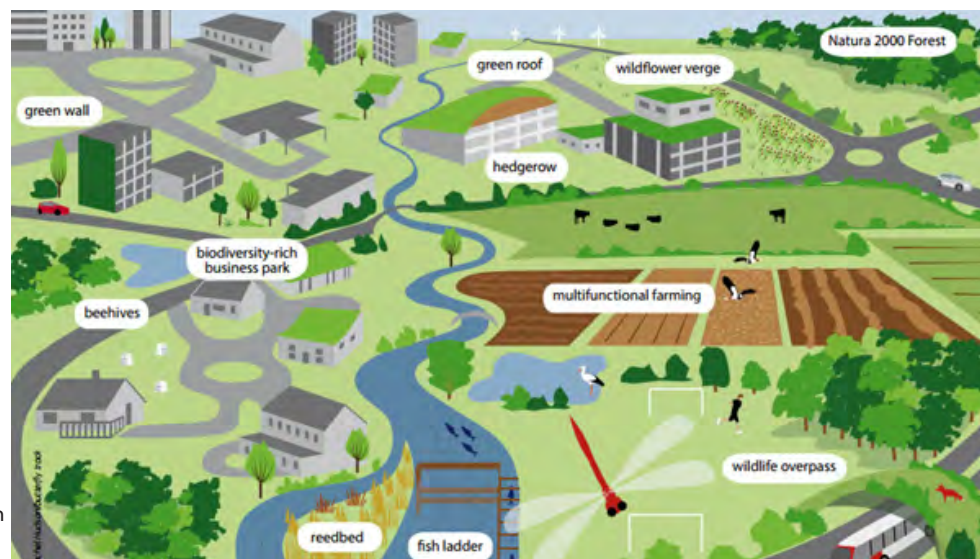 Natura 2000 Forest
green roof
wildflower verge
green wall
hedgerow
biodiversity-rich
business park
multifunctional farming
beehives
wildlife overpass
reedbed
fish ladder